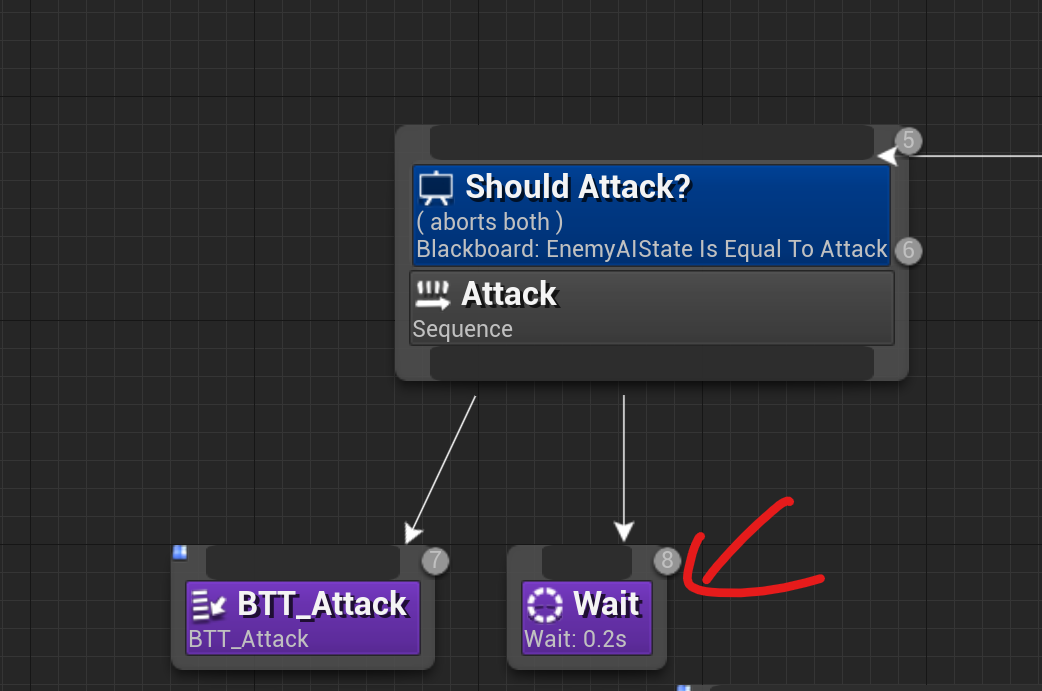 5
Should Attack?
( aborts both )
Blackboard: EnemyAIState Is Equal To Attack
6
Attack
Sequence
7
8
BTT_Attack
BTT_Attack
Wait
Wait: 0.2s